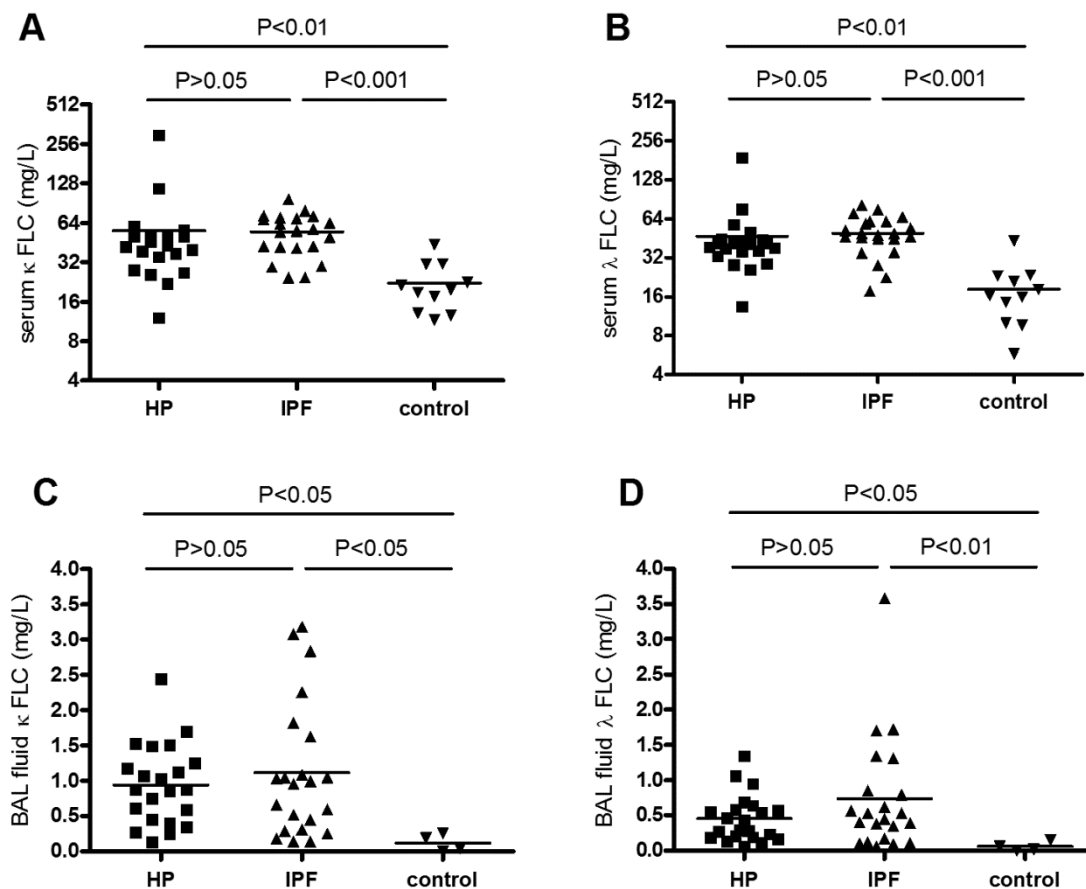 A
P<0.01
P>0.05 P<0.001
serum κ FLC (mg/L)
512
256
128
64
32
16
8
4
HP IPF control
B
P<0.01
P>0.05 P<0.001
serum λ FLC (mg/L)
512
256
128
64
32
16
8
4
HP IPF control
C
P<0.05
P>0.05 P<0.05
BAL fluid κ FLC (mg/L)
4.0
3.5
3.0
2.5
2.0
1.5
1.0
0.5
0.0
HP IPF control
D
P<0.05
P>0.05 P<0.01
BAL fluid λ FLC (mg/L)
4.0
3.5
3.0
2.5
2.0
1.5
1.0
0.5
0.0
HP IPF control